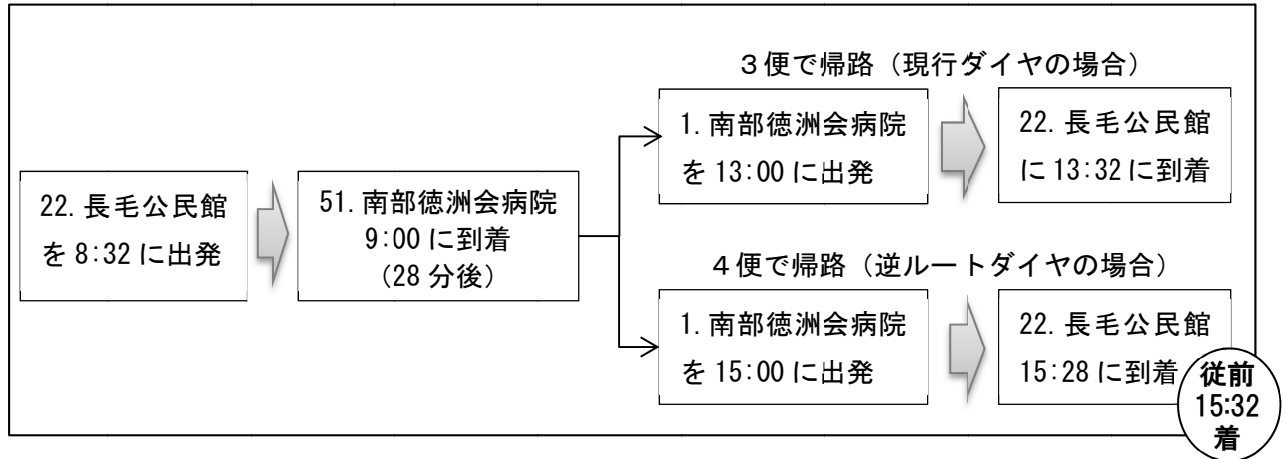 22. 長毛公民館
を 8:32 に出発
51. 南部徳洲会病院
9:00 に到着
（28 分後）
３便で帰路（現行ダイヤの場合）
1. 南部徳洲会病院
を 13:00 に出発
22. 長毛公民館
に 13:32 に到着
４便で帰路（逆ルートダイヤの場合）
1. 南部徳洲会病院
を 15:00 に出発
22. 長毛公民館
15:28 に到着
従前
15:32
着